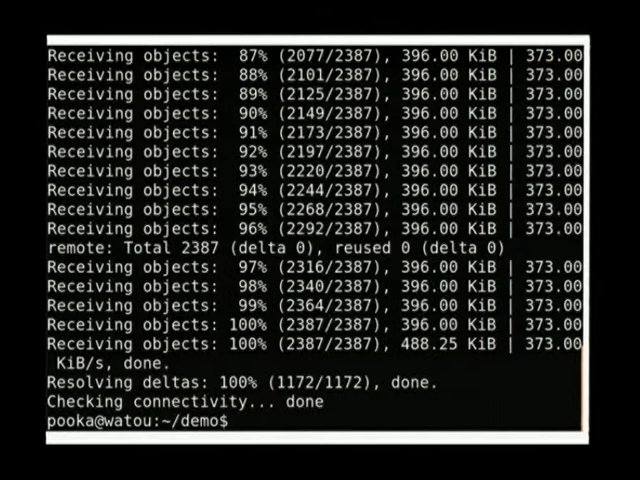 Receiving objects:  87% (2077/2387), 396.00 KiB | 373.00
Receiving objects:  88% (2101/2387), 396.00 KiB | 373.00
Receiving objects:  89% (2125/2387), 396.00 KiB | 373.00
Receiving objects:  90% (2149/2387), 396.00 KiB | 373.00
Receiving objects:  91% (2173/2387), 396.00 KiB | 373.00
Receiving objects:  92% (2197/2387), 396.00 KiB | 373.00
Receiving objects:  93% (2220/2387), 396.00 KiB | 373.00
Receiving objects:  94% (2244/2387), 396.00 KiB | 373.00
Receiving objects:  95% (2268/2387), 396.00 KiB | 373.00
Receiving objects:  96% (2292/2387), 396.00 KiB | 373.00
remote: Total 2387 (delta 0), reused 0 (delta 0)
Receiving objects:  97% (2316/2387), 396.00 KiB | 373.00
Receiving objects:  98% (2340/2387), 396.00 KiB | 373.00
Receiving objects:  99% (2364/2387), 396.00 KiB | 373.00
Receiving objects: 100% (2387/2387), 396.00 KiB | 373.00
Receiving objects: 100% (2387/2387), 488.25 KiB | 373.00
 KiB/s, done.
Resolving deltas: 100% (1172/1172), done.
Checking connectivity... done
pooka@watou:~/demo$